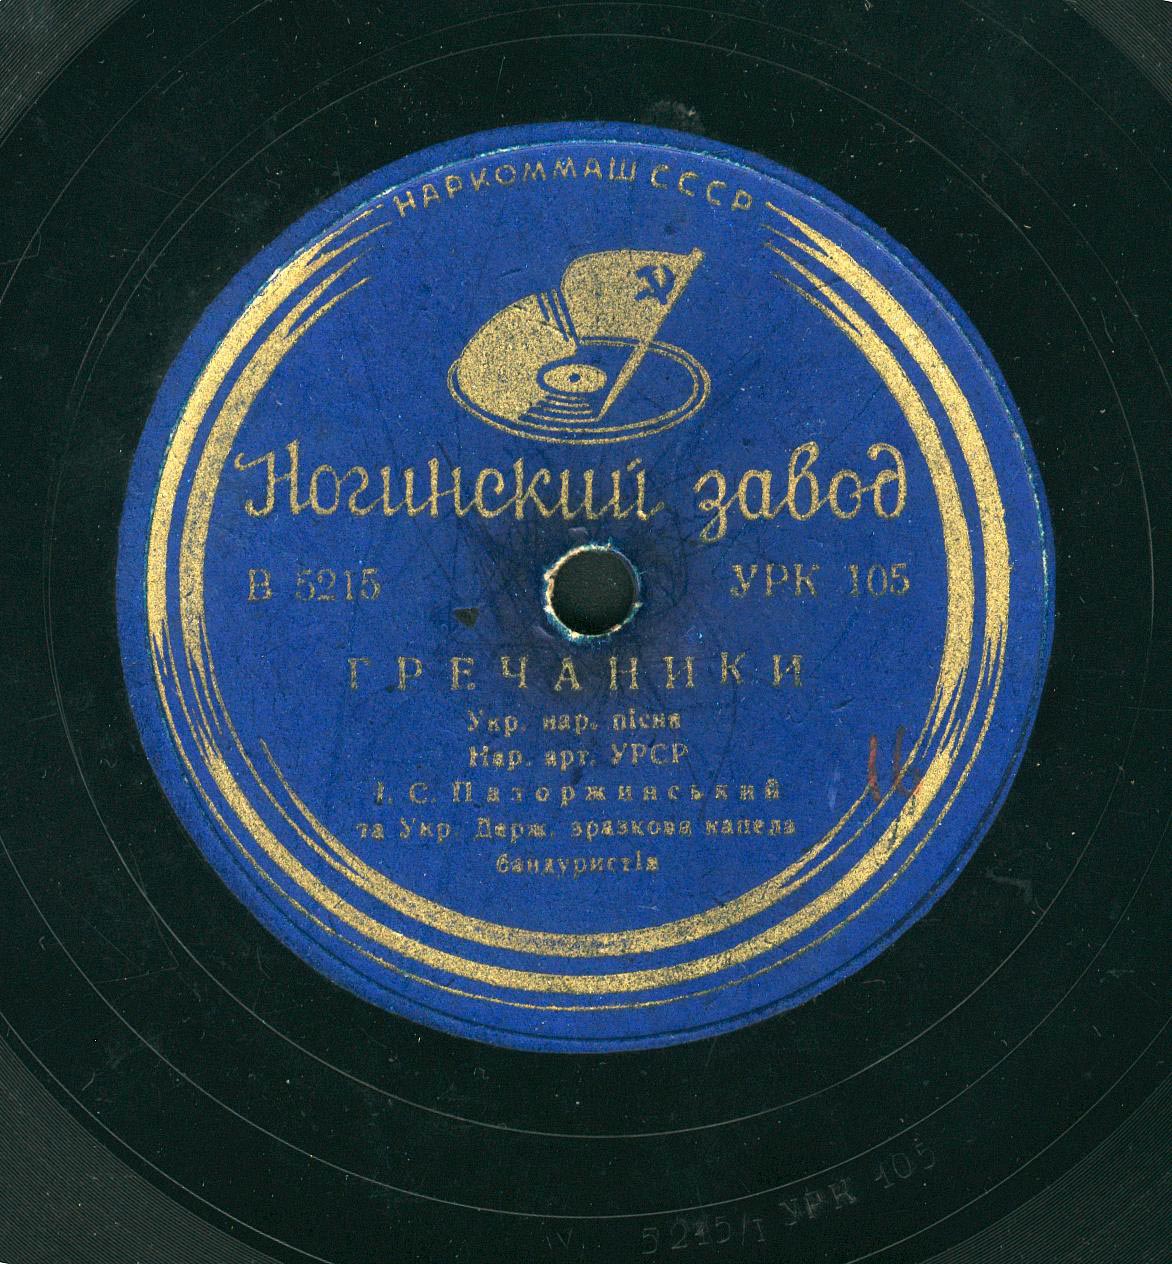 НАРКОММАШ СССР
Ногинский завод
В 5215 УРК 105
ГРЕЧАНИКИ
Укр. нар. пісня
Нар. арт. УРСР
І. С. Паторжинський
та Укр. Держ. зразкова капела
бандуристів
5215/1 УРК 105